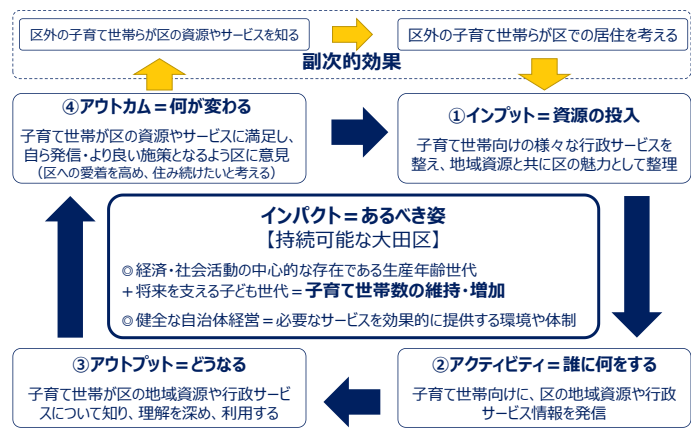 区外の子育て世帯らが区の資源やサービスを知る
区外の子育て世帯らが区での居住を考える
副次的効果
④アウトカム＝何が変わる
子育て世帯が区の資源やサービスに満足し、
自ら発信・より良い施策となるよう区に意見
（区への愛着を高め、住み続けたいと考える）
①インプット＝資源の投入
子育て世帯向けの様々な行政サービスを
整え、地域資源と共に区の魅力として整理
インパクト＝あるべき姿
【持続可能な大田区】
◎経済・社会活動の中心的な存在である生産年齢世代
＋将来を支える子ども世代＝子育て世帯数の維持・増加
◎健全な自治体経営＝必要なサービスを効果的に提供する環境や体制
③アウトプット＝どうなる
子育て世帯が区の地域資源や行政サービ
スについて知り、理解を深め、利用する
②アクティビティ＝誰に何をする
子育て世帯向けに、区の地域資源や行政
サービス情報を発信